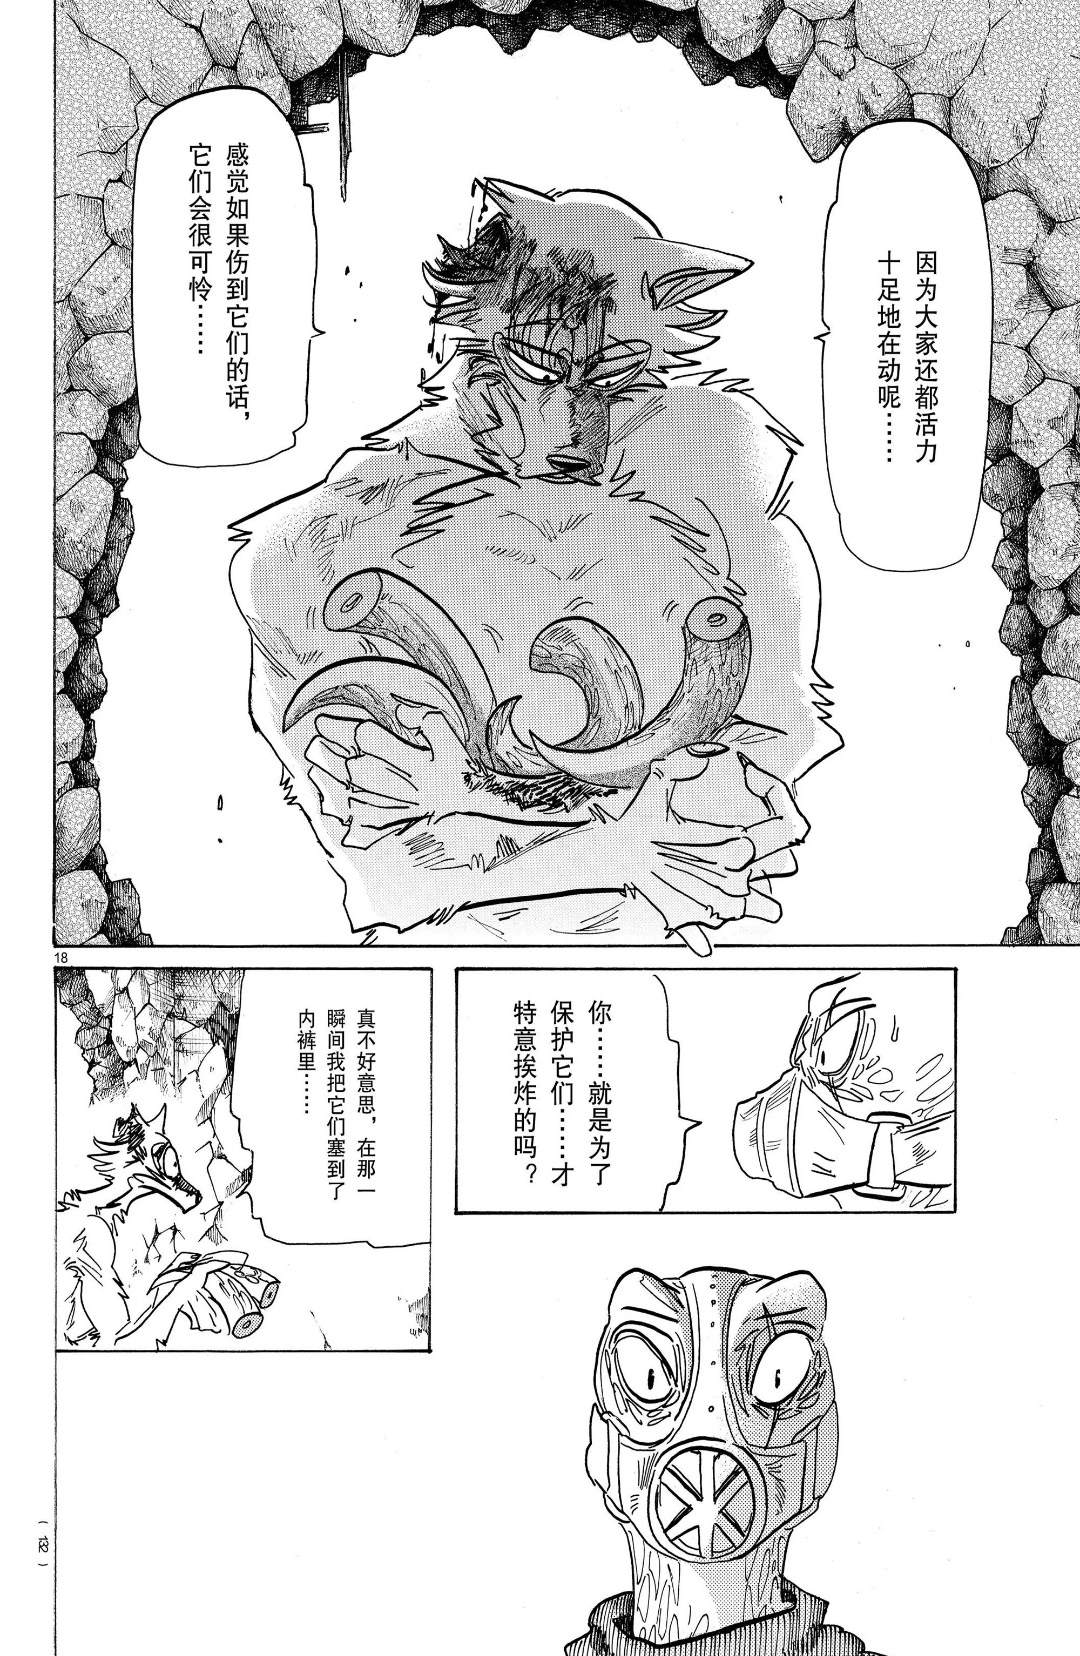 因为大家还都活力
十足地在动呢……
感觉如果伤到它们的话，
它们会很可怜……
18
你……就是为了
保护它们……才
特意挨炸的吗？
真不好意思，在那一
瞬间我把它们塞到了
内裤里……
( 132 )